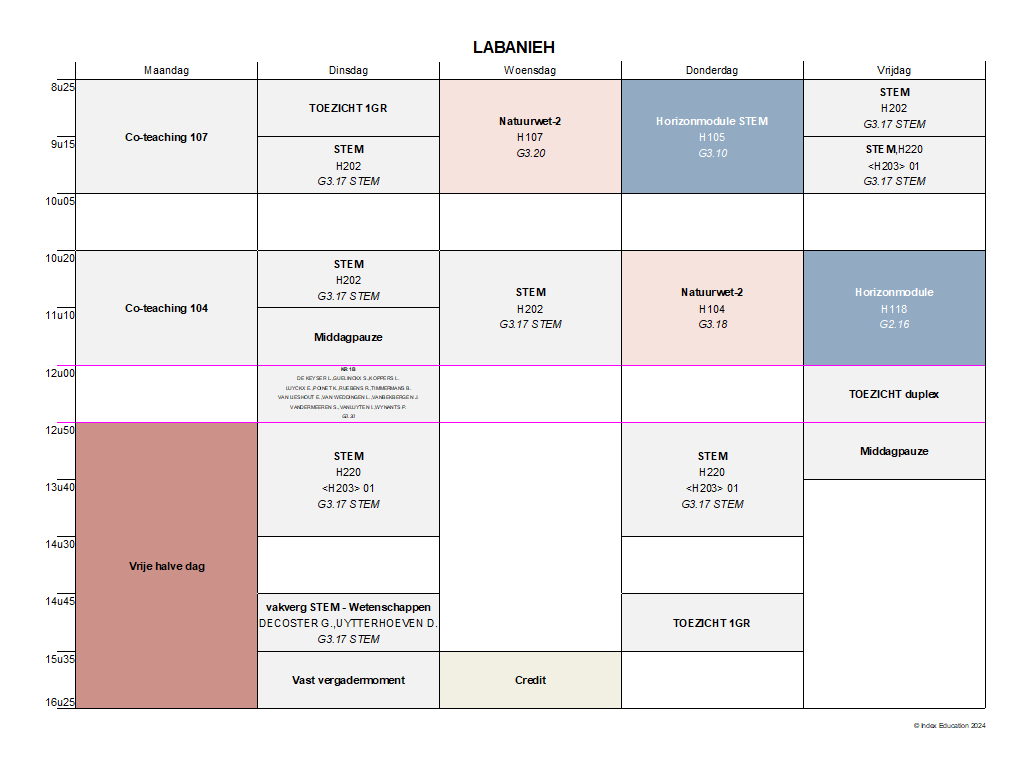 LABANIEH
Maandag
Dinsdag
Woensdag
Donderdag
Vrijdag
8u25
9u15
10u05
10u20
11u10
12u00
12u50
13u40
14u30
14u45
15u35
16u25
Co-teaching 107
Co-teaching 104
Vrije halve dag
TOEZICHT 1GR
STEM
H202
G3.17 STEM
STEM
H202
G3.17 STEM
Middagpauze
KR 1B
DE KEYSER L.,GUELINCKX S.,KOPPERS L.
LUYCKX E.,POINET K.,RUEBENS R.,TIMMERMANS B.
VAN LIESHOUT E.,VAN WEDDINGEN L.,VANBENBERGEN J.
VANDERMEEREN S.,VANLUYTEN I.,WYNANTS P.
G0.20
STEM
H220
<H203> 01
G3.17 STEM
vakverg STEM - Wetenschappen
DECOSTER G.,UYTTERHOEVEN D.
G3.17 STEM
Vast vergadermoment
Natuurwet-2
H107
G3.20
STEM
H202
G3.17 STEM
Credit
Horizonmodule STEM
H105
G3.10
Natuurwet-2
H104
G3.18
STEM
H220
<H203> 01
G3.17 STEM
TOEZICHT 1GR
STEM
H202
G3.17 STEM
STEM,H220
<H203> 01
G3.17 STEM
Horizonmodule
H118
G2.16
TOEZICHT duplex
Middagpauze
© Index Education 2024